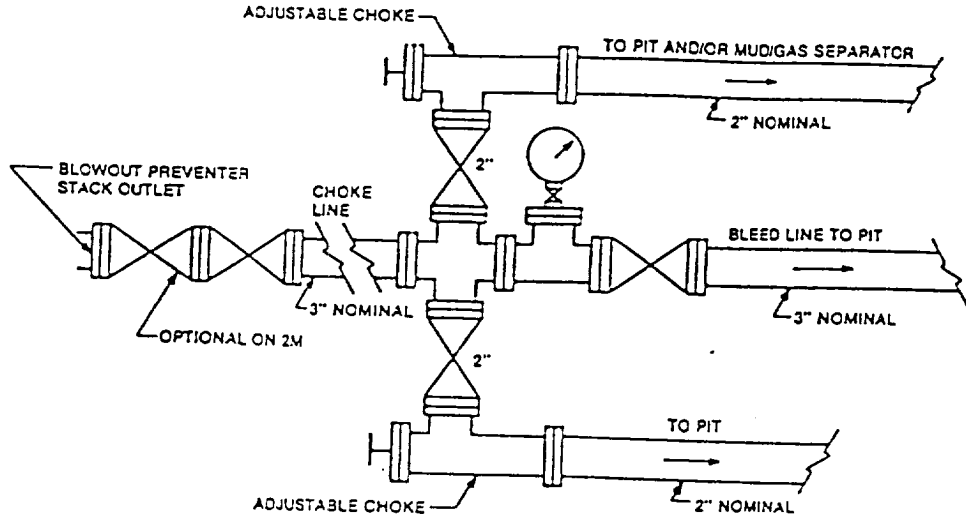 ADJUSTABLE CHOKE
TO PIT AND/OR MUD/GAS SEPARATOR
2" NOMINAL
2"
BLOWOUT PREVENTER
STACK OUTLET
CHOKE
LINE
BLEED LINE TO PIT
3" NOMINAL
3" NOMINAL
OPTIONAL ON 2M
2"
TO PIT
ADJUSTABLE CHOKE
2" NOMINAL